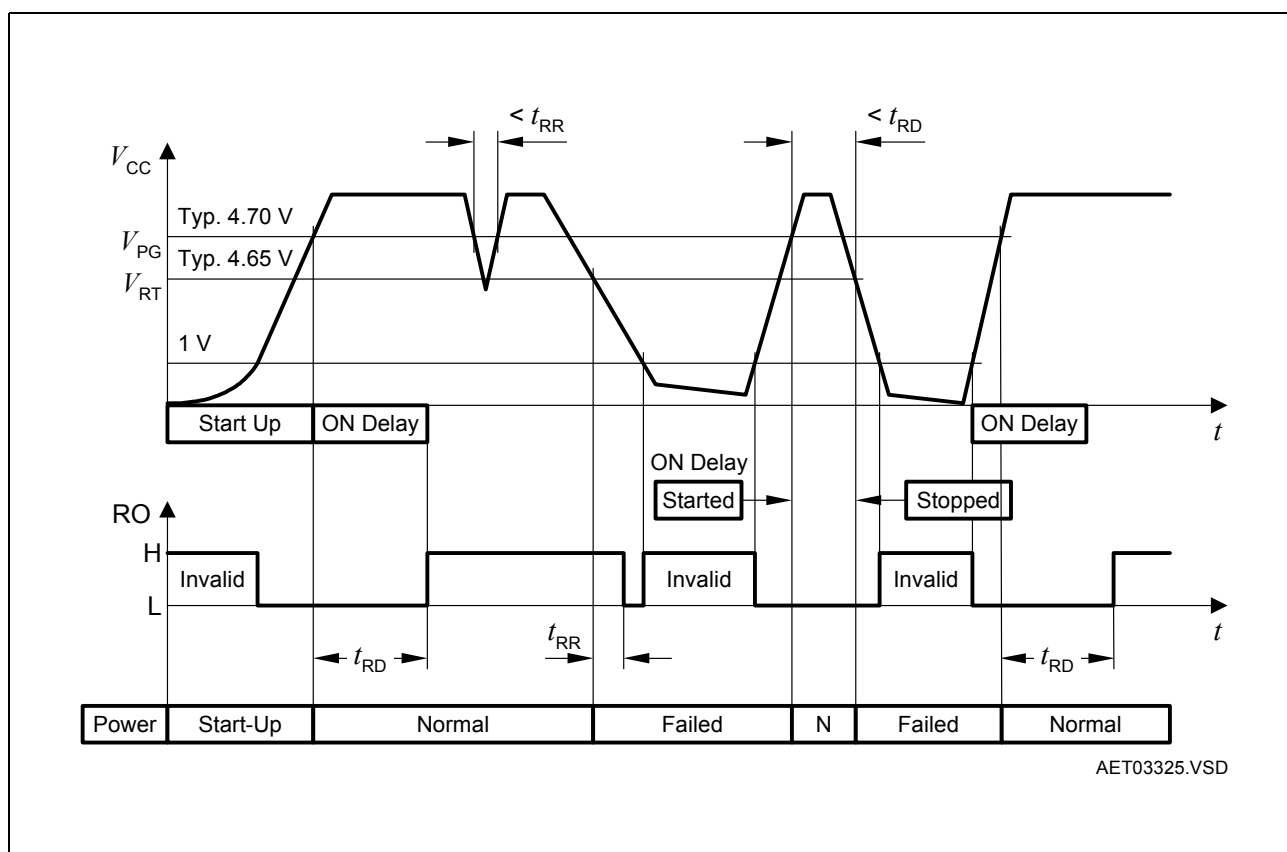 < tRR
< tRD
VCC
Typ. 4.70 V
VPG
Typ. 4.65 V
VRT
1 V
Start Up
ON Delay
ON Delay
t
ON Delay
Started
Stopped
RO
H
Invalid
Invalid
Invalid
L
t
tRD
tRR
tRD
Power
Start-Up
Normal
Failed
N
Failed
Normal
AET03325.VSD